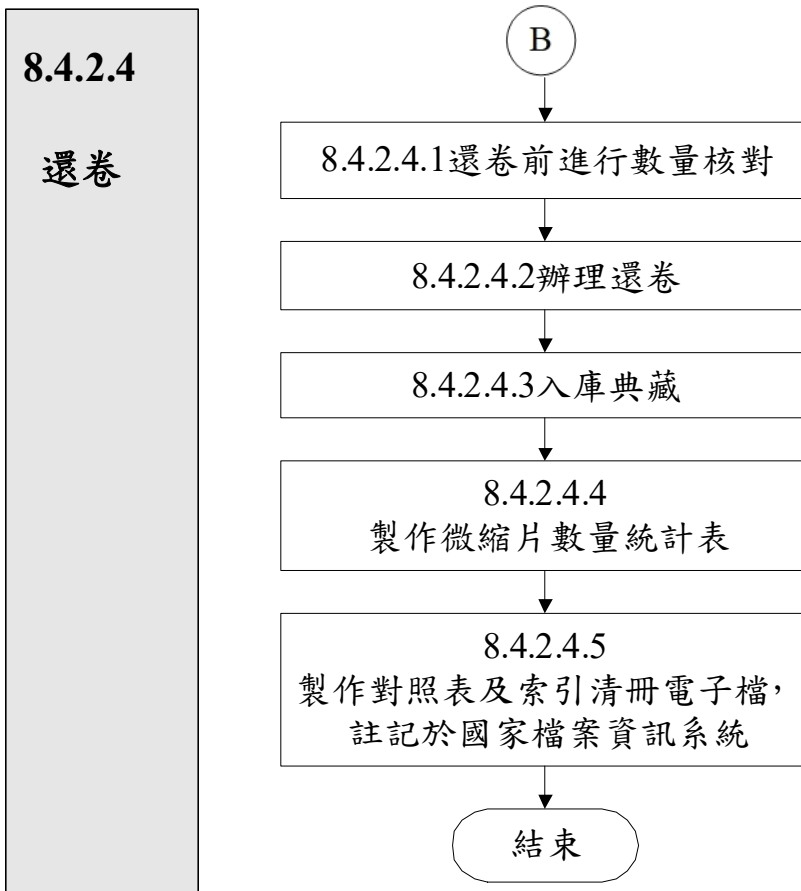 8.4.2.4
還卷
B
8.4.2.4.1還卷前進行數量核對
8.4.2.4.2辦理還卷
8.4.2.4.3入庫典藏
8.4.2.4.4
製作微縮片數量統計表
8.4.2.4.5
製作對照表及索引清冊電子檔，
註記於國家檔案資訊系統
結束